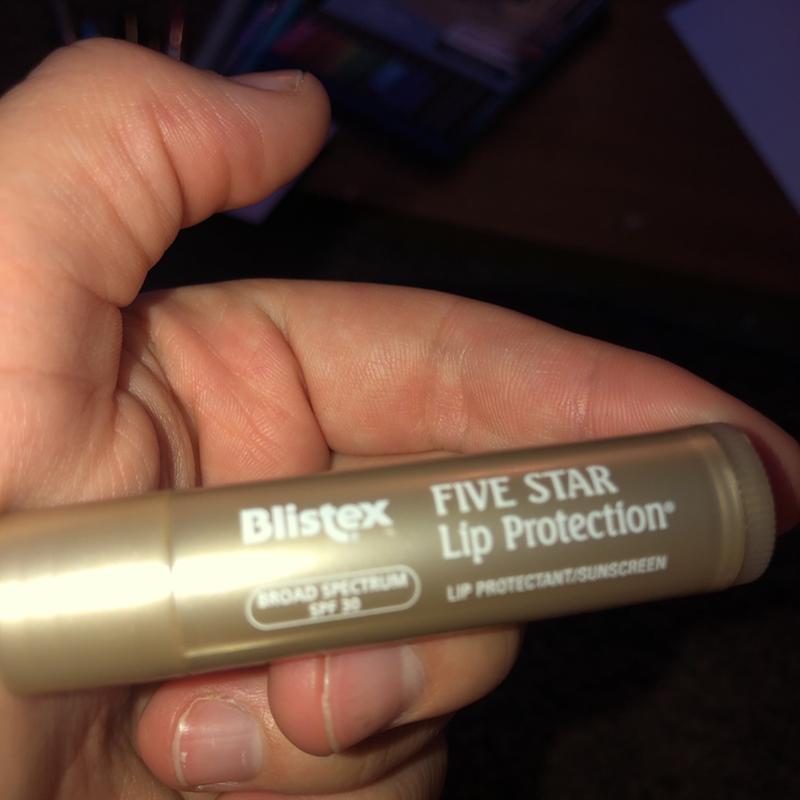 Blistex
BROAD SPECTRUM
SPF 30
FIVE STAR
Lip Protection®
LIP PROTECTANT/SUNSCREEN